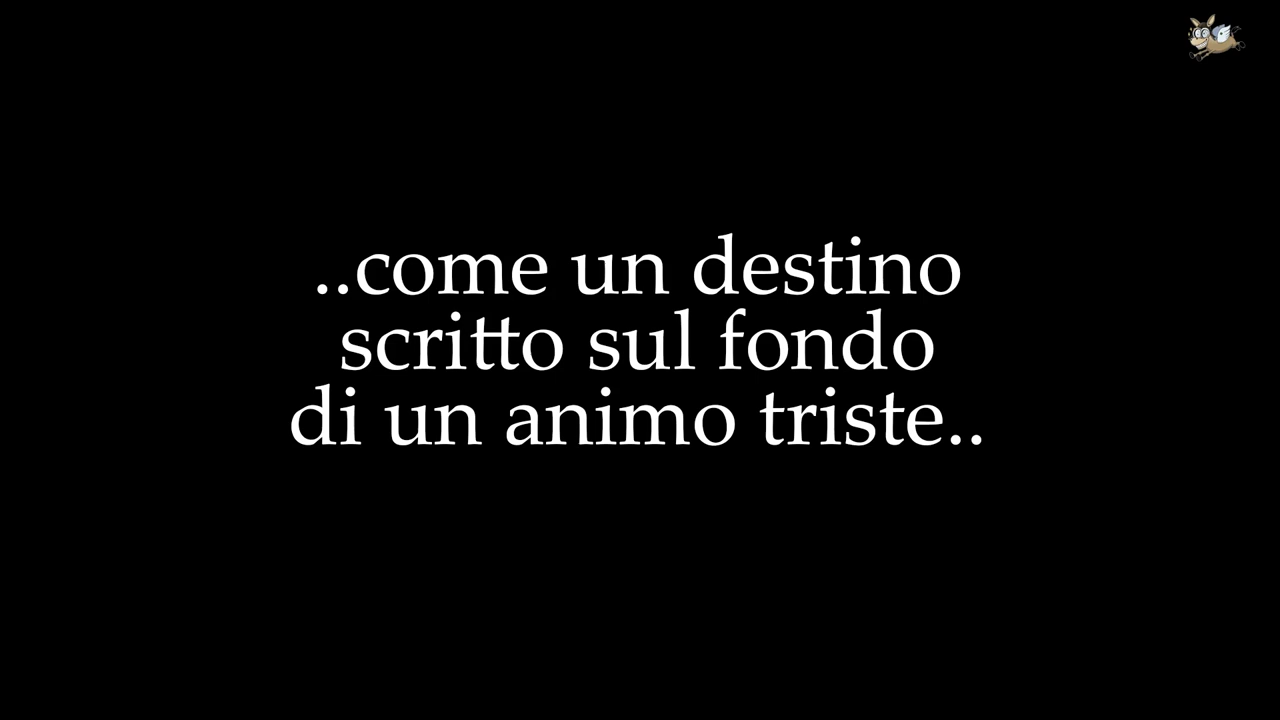 ..come un destino
scritto sul fondo
di un animo triste..